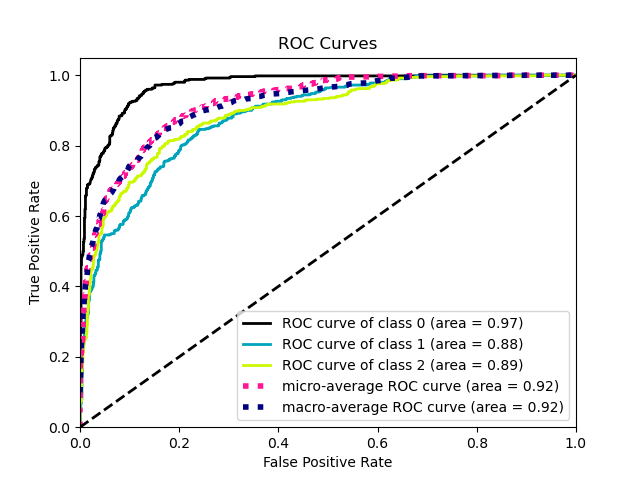 ROC Curves
True Positive Rate
1.0
0.8
0.6
0.4
0.2
0.0
ROC curve of class 0 (area = 0.97)
ROC curve of class 1 (area = 0.88)
ROC curve of class 2 (area = 0.89)
micro-average ROC curve (area = 0.92)
macro-average ROC curve (area = 0.92)
0.0 0.2 0.4 0.6 0.8 1.0
False Positive Rate